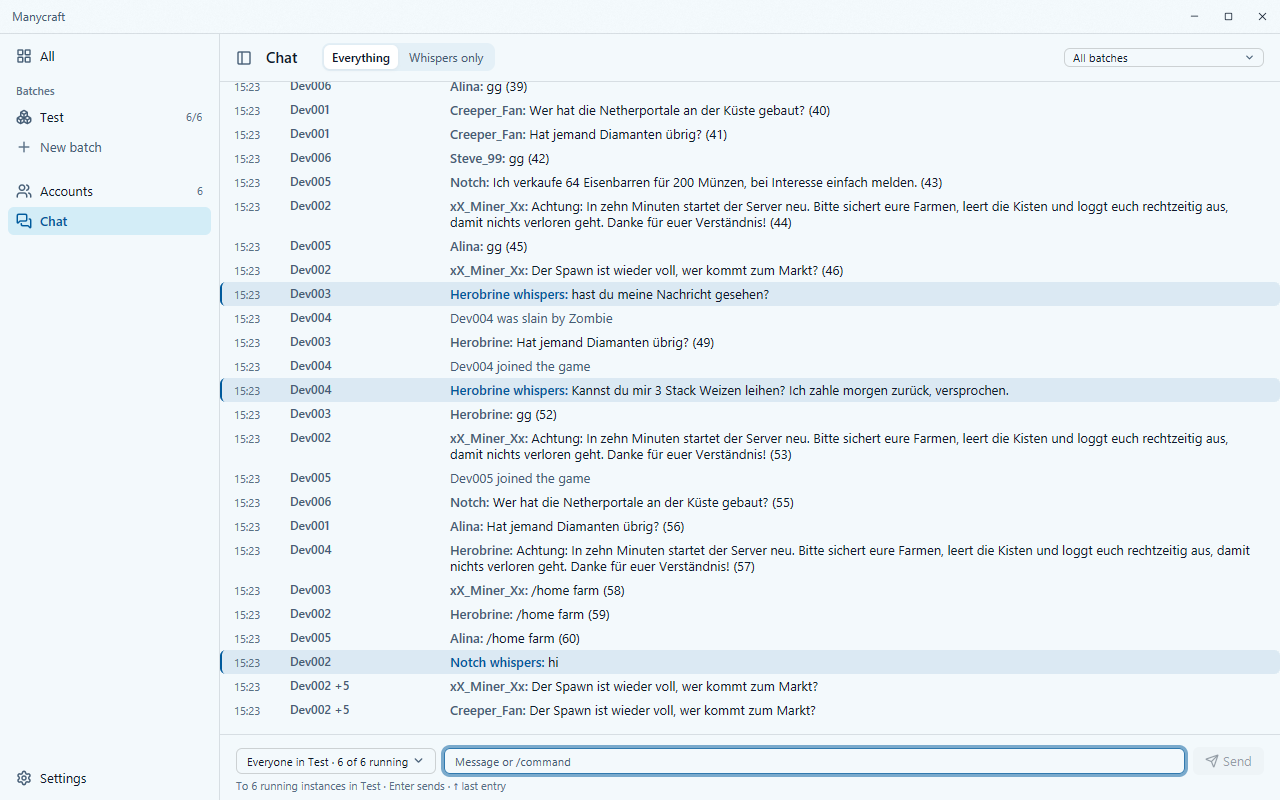 Manycraft
All
Batches
Test 6/6
New batch
Accounts 6
Chat
Settings
Chat Everything Whispers only All batches
15:23 Dev006 Alina: gg (39)
15:23 Dev001 Creeper_Fan: Wer hat die Netherportale an der Küste gebaut? (40)
15:23 Dev001 Creeper_Fan: Hat jemand Diamanten übrig? (41)
15:23 Dev006 Steve_99: gg (42)
15:23 Dev005 Notch: Ich verkaufe 64 Eisenbarren für 200 Münzen, bei Interesse einfach melden. (43)
15:23 Dev002 xX_Miner_Xx: Achtung: In zehn Minuten startet der Server neu. Bitte sichert eure Farmen, leert die Kisten und loggt euch rechtzeitig aus,
damit nichts verloren geht. Danke für euer Verständnis! (44)
15:23 Dev005 Alina: gg (45)
15:23 Dev002 xX_Miner_Xx: Der Spawn ist wieder voll, wer kommt zum Markt? (46)
15:23 Dev003 Herobrine whispers: hast du meine Nachricht gesehen?
15:23 Dev004 Dev004 was slain by Zombie
15:23 Dev003 Herobrine: Hat jemand Diamanten übrig? (49)
15:23 Dev004 Dev004 joined the game
15:23 Dev004 Herobrine whispers: Kannst du mir 3 Stack Weizen leihen? Ich zahle morgen zurück, versprochen.
15:23 Dev003 Herobrine: gg (52)
15:23 Dev002 xX_Miner_Xx: Achtung: In zehn Minuten startet der Server neu. Bitte sichert eure Farmen, leert die Kisten und loggt euch rechtzeitig aus,
damit nichts verloren geht. Danke für euer Verständnis! (53)
15:23 Dev005 Dev005 joined the game
15:23 Dev006 Notch: Wer hat die Netherportale an der Küste gebaut? (55)
15:23 Dev001 Alina: Hat jemand Diamanten übrig? (56)
15:23 Dev004 Herobrine: Achtung: In zehn Minuten startet der Server neu. Bitte sichert eure Farmen, leert die Kisten und loggt euch rechtzeitig aus, damit
nichts verloren geht. Danke für euer Verständnis! (57)
15:23 Dev003 xX_Miner_Xx: /home farm (58)
15:23 Dev002 Herobrine: /home farm (59)
15:23 Dev005 Alina: /home farm (60)
15:23 Dev002 Notch whispers: hi
15:23 Dev002 +5 xX_Miner_Xx: Der Spawn ist wieder voll, wer kommt zum Markt?
15:23 Dev002 +5 Creeper_Fan: Der Spawn ist wieder voll, wer kommt zum Markt?
Everyone in Test · 6 of 6 running Message or /command Send
To 6 running instances in Test · Enter sends · ↑ last entry